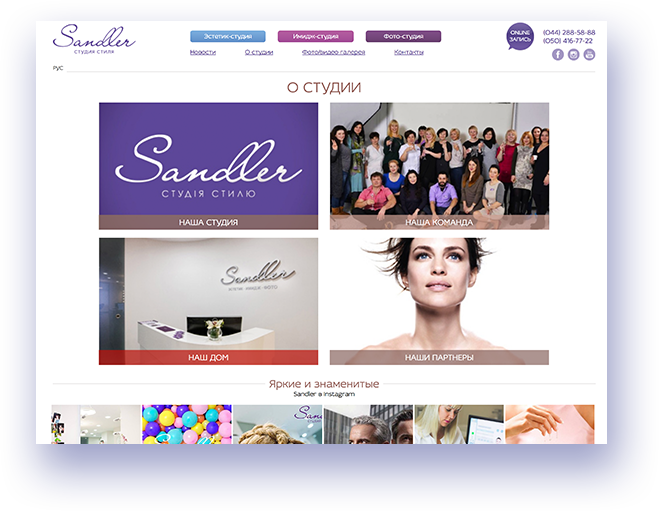 Sandler
СТУДИЯ СТИЛЯ
Эстетик-студия
Имидж-студия
Фото-студия
Новости
О студии
Фото/видео-галерея
Контакты
ONLINE
ЗАПИСЬ
(044) 288-58-88
(050) 416-77-22
РУС
О СТУДИИ
Sandler
СТУДІЯ СТИЛЮ
НАША СТУДИЯ
НАША КОМАНДА
Sandler
НАШ ДОМ
НАШИ ПАРТНЕРЫ
Яркие и знаменитые
Sandler в Instagram